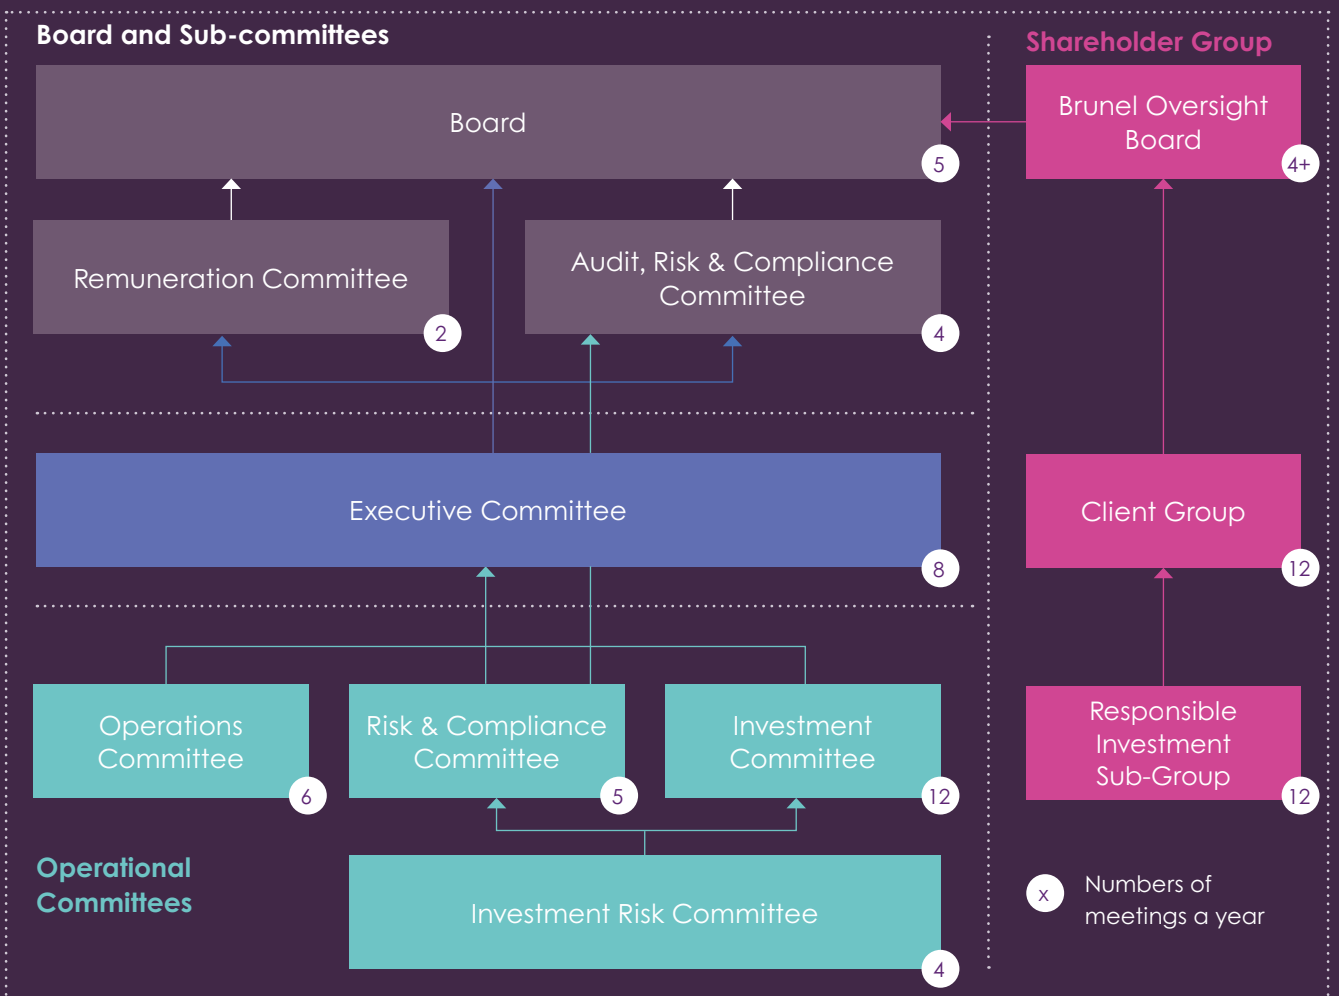 Board and Sub-committees
Shareholder Group
Board
5
Brunel Oversight
Board
4+
Remuneration Committee
2
Audit, Risk & Compliance
Committee
4
Executive Committee
8
Client Group
12
Operations
Committee
6
Risk & Compliance
Committee
5
Investment
Committee
12
Responsible
Investment
Sub-Group
12
Operational
Committees
Investment Risk Committee
4
x
Numbers of
meetings a year